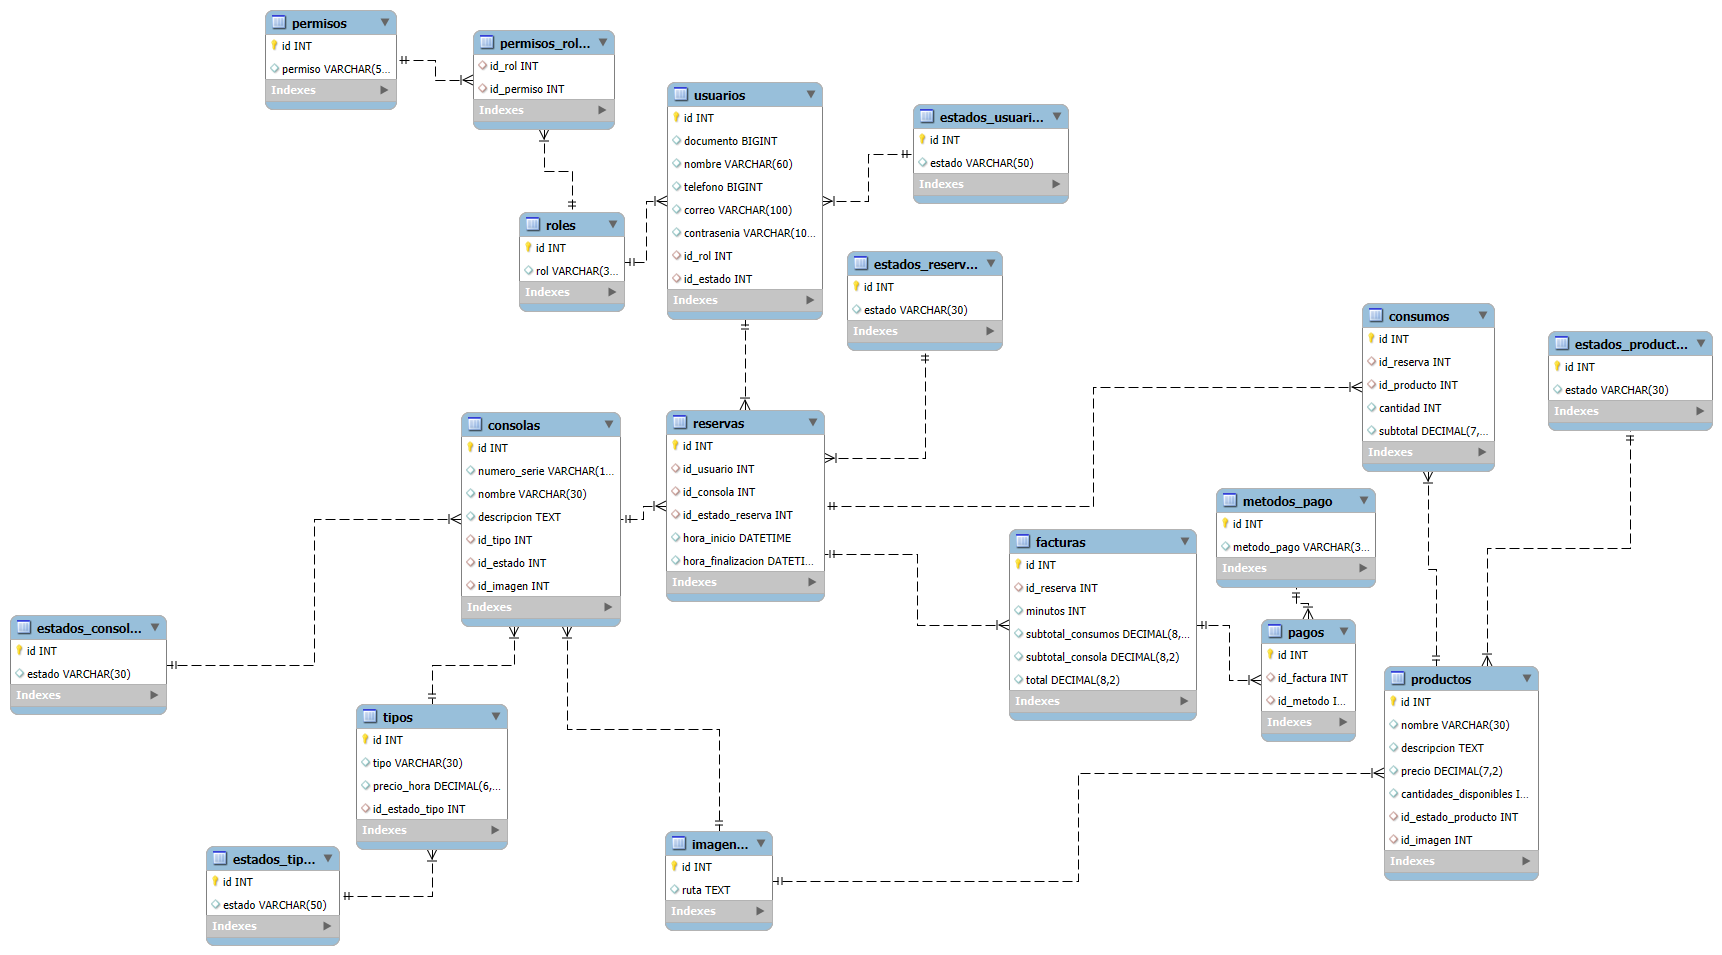 permisos
id INT
permiso VARCHAR(5...
Indexes
permisos_rol...
id_rol INT
id_permiso INT
Indexes
usuarios
id INT
documento BIGINT
nombre VARCHAR(60)
telefono BIGINT
correo VARCHAR(100)
contrasenia VARCHAR(10...
id_rol INT
id_estado INT
Indexes
estados_usuari...
id INT
estado VARCHAR(50)
Indexes
roles
id INT
rol VARCHAR(3...
Indexes
estados_reserv...
id INT
estado VARCHAR(30)
Indexes
consumos
id INT
id_reserva INT
id_producto INT
cantidad INT
subtotal DECIMAL(7,...
Indexes
estados_product...
id INT
estado VARCHAR(30)
Indexes
consolas
id INT
numero_serie VARCHAR(1...
nombre VARCHAR(30)
descripcion TEXT
id_tipo INT
id_estado INT
id_imagen INT
Indexes
reservas
id INT
id_usuario INT
id_consola INT
id_estado_reserva INT
hora_inicio DATETIME
hora_finalizacion DATETI...
Indexes
metodos_pago
id INT
metodo_pago VARCHAR(3...
Indexes
facturas
id INT
id_reserva INT
minutos INT
subtotal_consumos DECIMAL(8,...
subtotal_consola DECIMAL(8,2)
total DECIMAL(8,2)
Indexes
pagos
id INT
id_factura INT
id_metodo I...
Indexes
estados_consol...
id INT
estado VARCHAR(30)
Indexes
productos
id INT
nombre VARCHAR(30)
descripcion TEXT
precio DECIMAL(7,2)
cantidades_disponibles I...
id_estado_producto INT
id_imagen INT
Indexes
tipos
id INT
tipo VARCHAR(30)
precio_hora DECIMAL(6,...
id_estado_tipo INT
Indexes
imagen...
id INT
ruta TEXT
Indexes
estados_tip...
id INT
estado VARCHAR(50)
Indexes